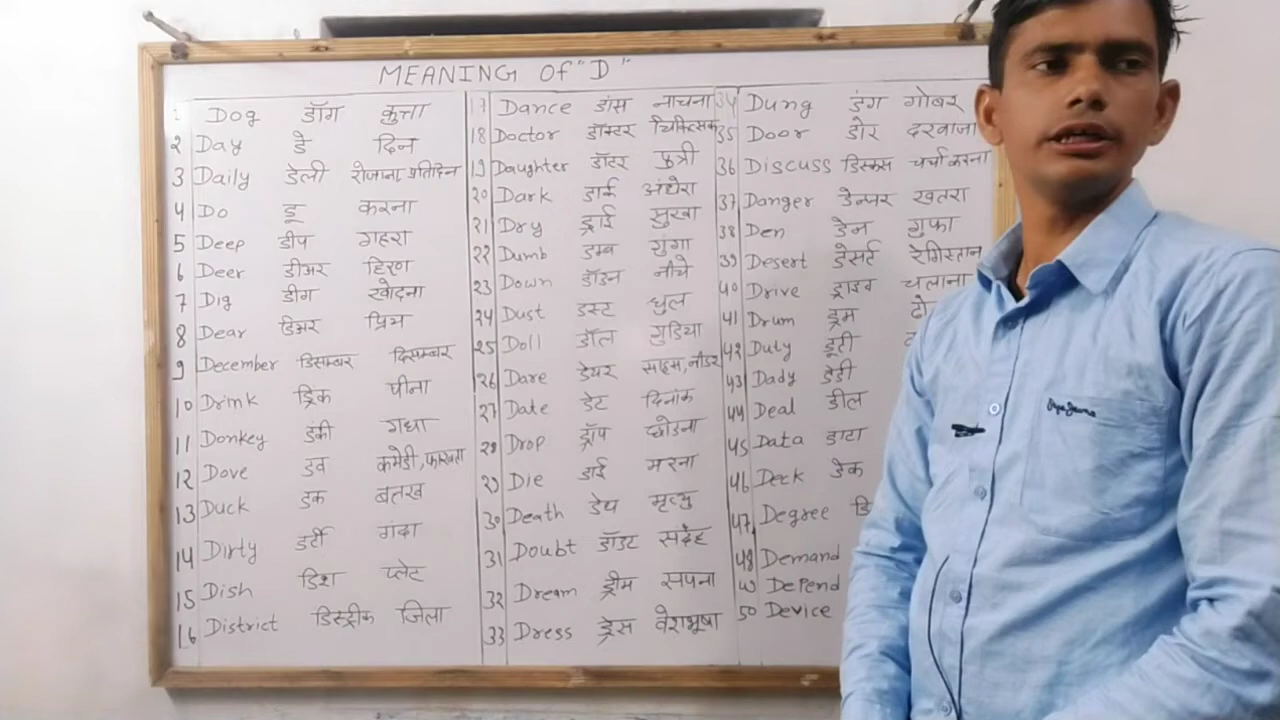 MEANING Of "D"
1 Dog डॉग कुत्ता
2 Day डे दिन
3 Daily डेली रोजाना प्रतिदिन
4 Do डू करना
5 Deep डीप गहरा
6 Deer डीअर हिरण
7 Dig डीग खोदना
8 Dear डिअर प्रिय
9 December डिसम्बर दिसम्बर
10 Drink ड्रिंक पीना
11 Donkey डंकी गधा
12 Dove डव कमेडी, फाख्ता
13 Duck डक बतख
14 Dirty डर्टी गंदा
15 Dish डिश प्लेट
16 District डिस्ट्रीक जिला
17 Dance डांस नाचना
18 Doctor डॉक्टर चिकित्सक
19 Daughter डॉटर पुत्री
20 Dark डार्क अंधेरा
21 Dry ड्राई सुखा
22 Dumb डम्ब गुंगा
23 Down डॉउन नीचे
24 Dust डस्ट धुल
25 Doll डॉल गुडिया
26 Dare डेयर साहस, नीडर
27 Date डेट दिनांक
28 Drop ड्रॉप छोडना
29 Die डाई मरना
30 Death डेथ मृत्यु
31 Doubt डॉउट संदेह
32 Dream ड्रीम सपना
33 Dress ड्रेस वेशभूषा
34 Dung डंग गोबर
35 Door डोर दरवाजा
36 Discuss डिस्कस चर्चा करना
37 Danger डेन्जर खतरा
38 Den डेन गुफा
39 Desert डेसर्ट रेगिस्तान
40 Drive ड्राइव चलाना
41 Drum ड्रम ढो
42 Duty डूटी
43 Dady डेडी
44 Deal डील
45 Data डाटा
46 Deck डेक
47 Degree डि
48 Demand
49 Depend
50 Device
Pepe Jeans